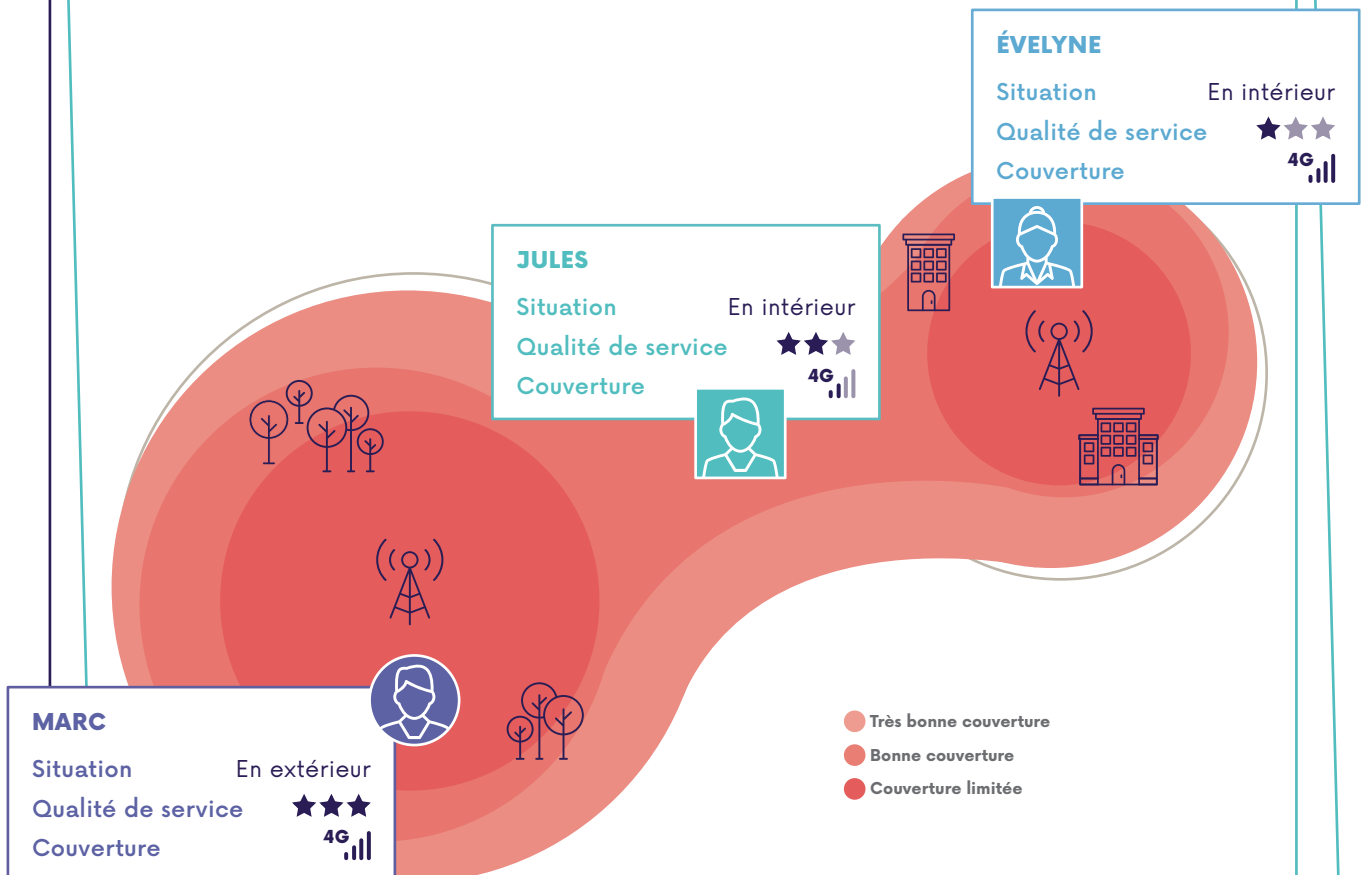 ÉVELYNE
Situation En intérieur
Qualité de service
Couverture 4G
JULES
Situation En intérieur
Qualité de service
Couverture 4G
MARC
Situation En extérieur
Qualité de service
Couverture 4G
Très bonne couverture
Bonne couverture
Couverture limitée